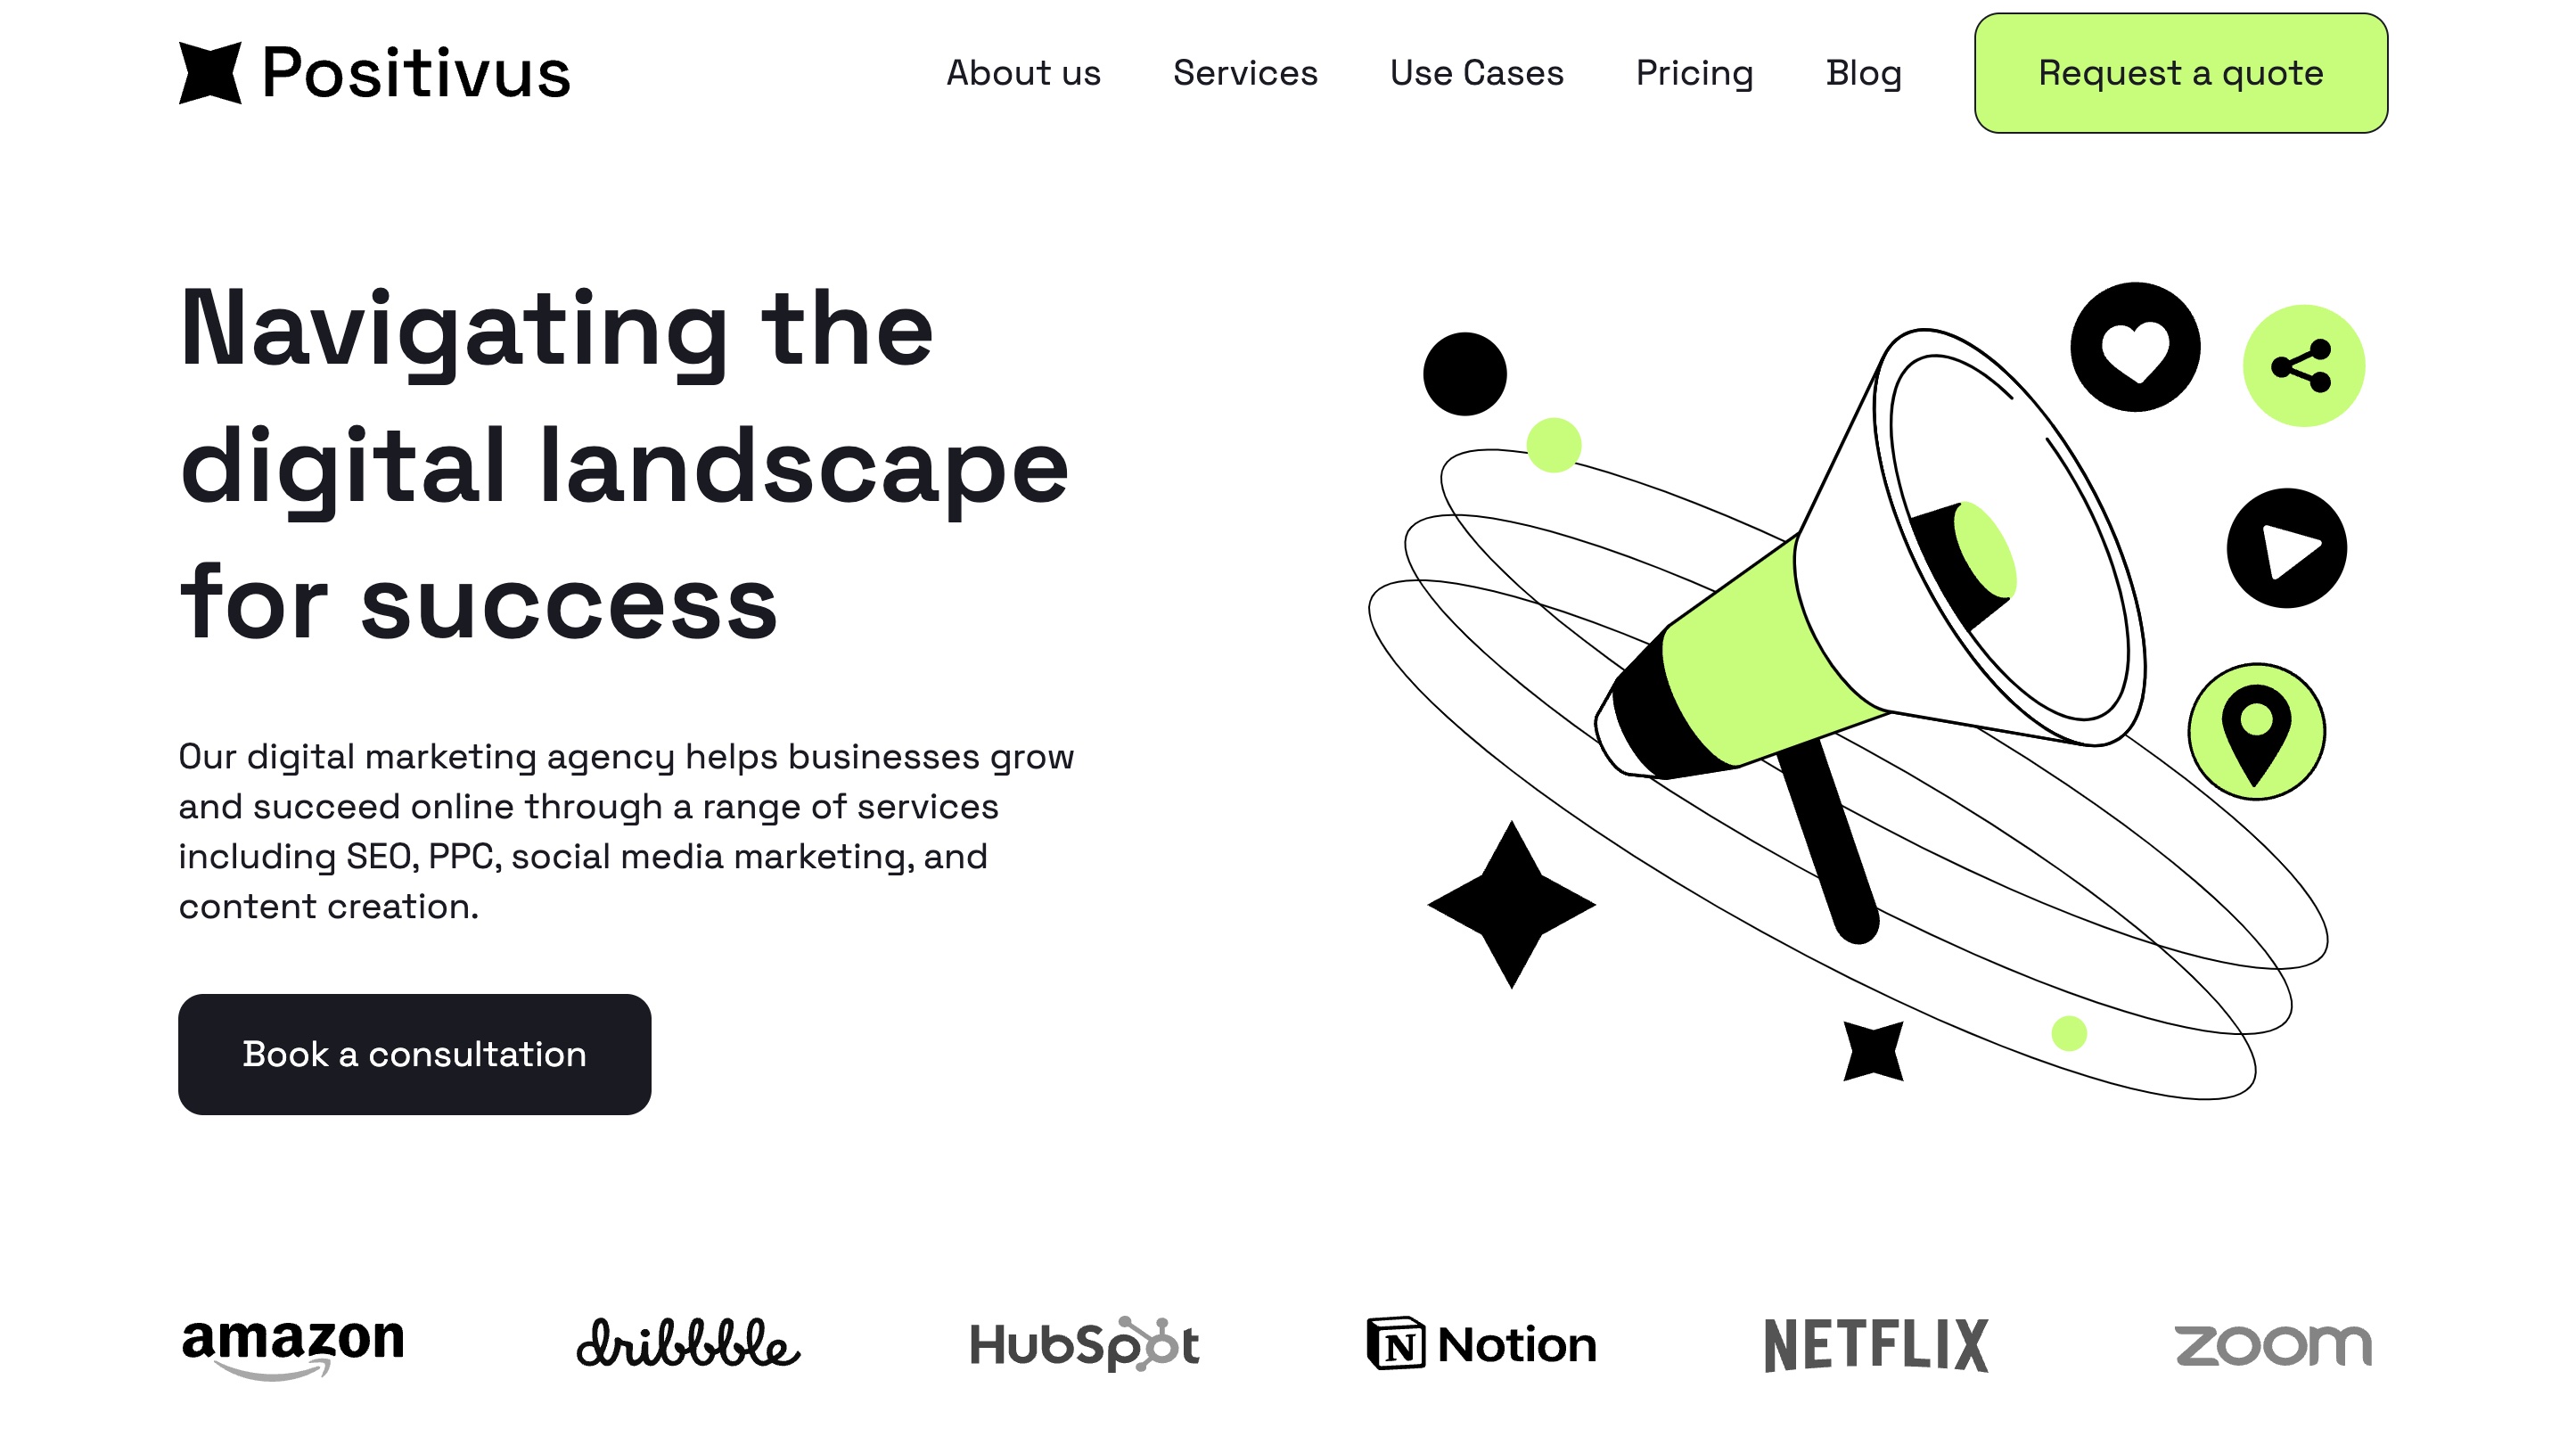 Positivus
About us
Services
Use Cases
Pricing
Blog
Request a quote
Navigating the
digital landscape
for success
Our digital marketing agency helps businesses grow
and succeed online through a range of services
including SEO, PPC, social media marketing, and
content creation.
Book a consultation
amazon
dribbble
HubSpot
N Notion
NETFLIX
zoom